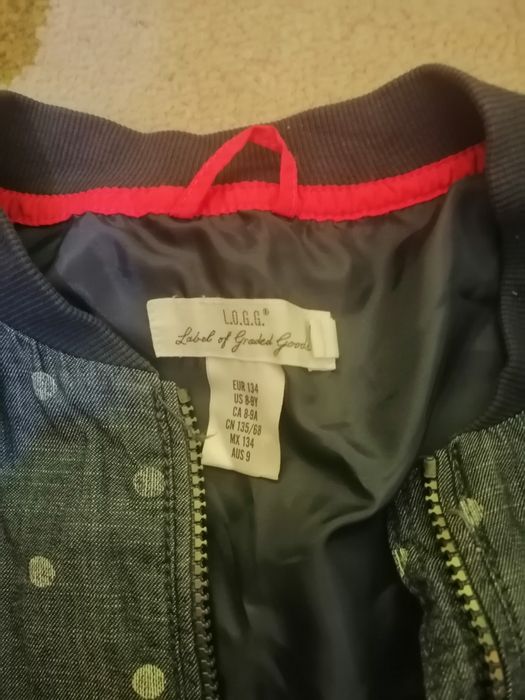 L.O.G.G.®
Label of Graded Goods
EUR 134
US 8-9Y
CA 8-9A
CN 135/68
MX 134
AUS 9